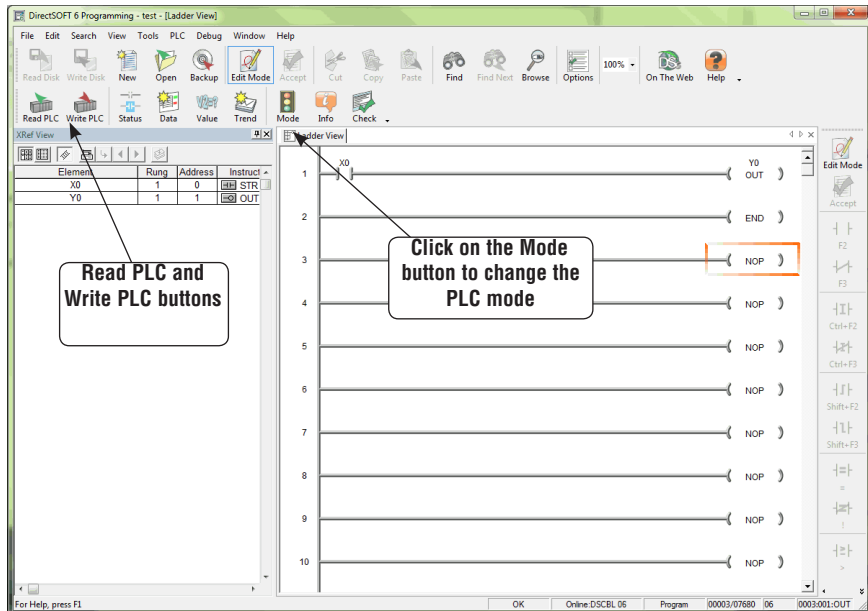 DirectSOFT 6 Programming - test - [Ladder View]
File Edit Search View Tools PLC Debug Window Help
Read Disk Write Disk New Open Backup Edit Mode Accept Cut Copy Paste Find Find Next Browse Options 100% On The Web Help
Read PLC Write PLC Status Data Value Trend Mode Info Check
XRef View
Element Rung Address Instruct
X0 1 0 STR
Y0 1 1 OUT
Read PLC and
Write PLC buttons
Ladder View
X0
Y0
1
OUT
2
END
Click on the Mode
button to change the
PLC mode
3
NOP
4
NOP
5
NOP
6
NOP
7
NOP
8
NOP
9
NOP
10
NOP
Edit Mode
Accept
F2
F3
Ctrl+F2
Ctrl+F3
Shift+F2
Shift+F3
=
!
>
For Help, press F1
OK Online:DSCBL 06 Program 00003/07680 06 0003:001:OUT